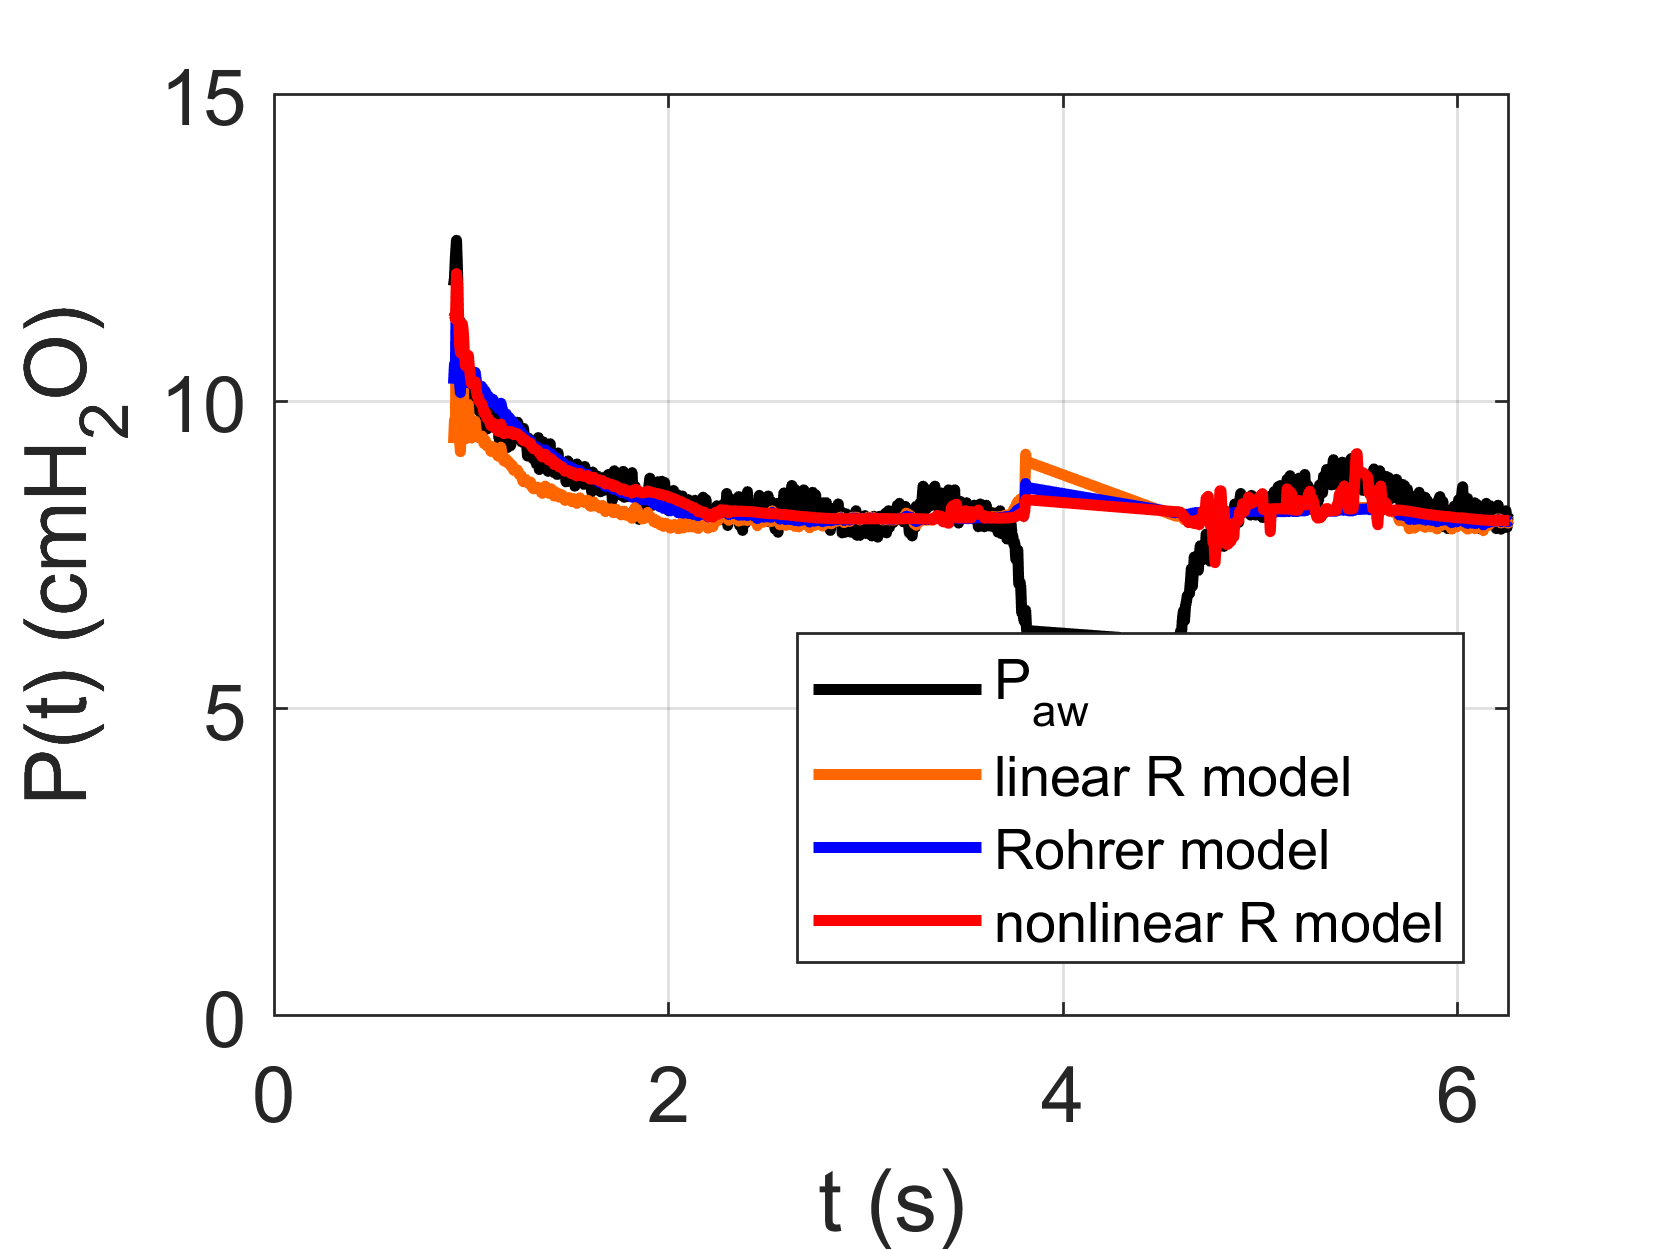 15
10
5
0
P(t) (cmH2O)
0 2 4 6
t (s)
Paw
linear R model
Rohrer model
nonlinear R model